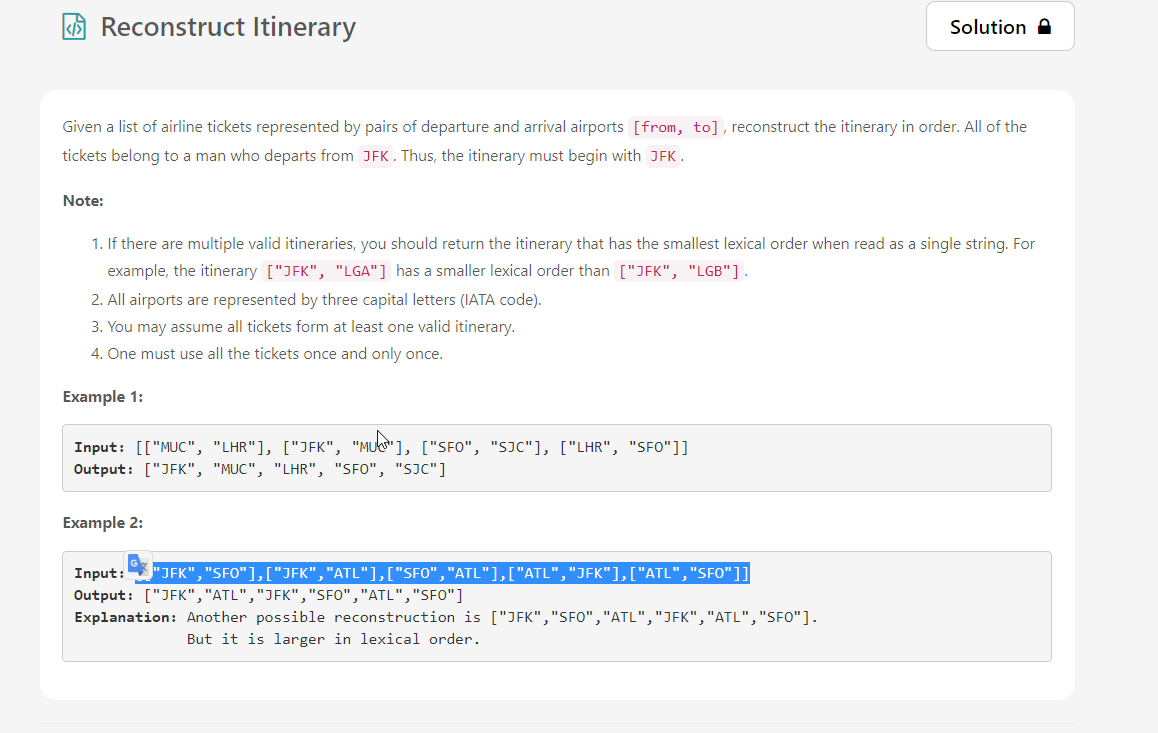 Reconstruct Itinerary
Solution
Given a list of airline tickets represented by pairs of departure and arrival airports [from, to], reconstruct the itinerary in order. All of the
tickets belong to a man who departs from JFK. Thus, the itinerary must begin with JFK.
Note:
1. If there are multiple valid itineraries, you should return the itinerary that has the smallest lexical order when read as a single string. For
example, the itinerary ["JFK", "LGA"] has a smaller lexical order than ["JFK", "LGB"].
2. All airports are represented by three capital letters (IATA code).
3. You may assume all tickets form at least one valid itinerary.
4. One must use all the tickets once and only once.
Example 1:
Input: [["MUC", "LHR"], ["JFK", "MUC"], ["SFO", "SJC"], ["LHR", "SFO"]]
Output: ["JFK", "MUC", "LHR", "SFO", "SJC"]
Example 2:
Input: [["JFK","SFO"],["JFK","ATL"],["SFO","ATL"],["ATL","JFK"],["ATL","SFO"]]
Output: ["JFK","ATL","JFK","SFO","ATL","SFO"]
Explanation: Another possible reconstruction is ["JFK","SFO","ATL","JFK","ATL","SFO"].
But it is larger in lexical order.